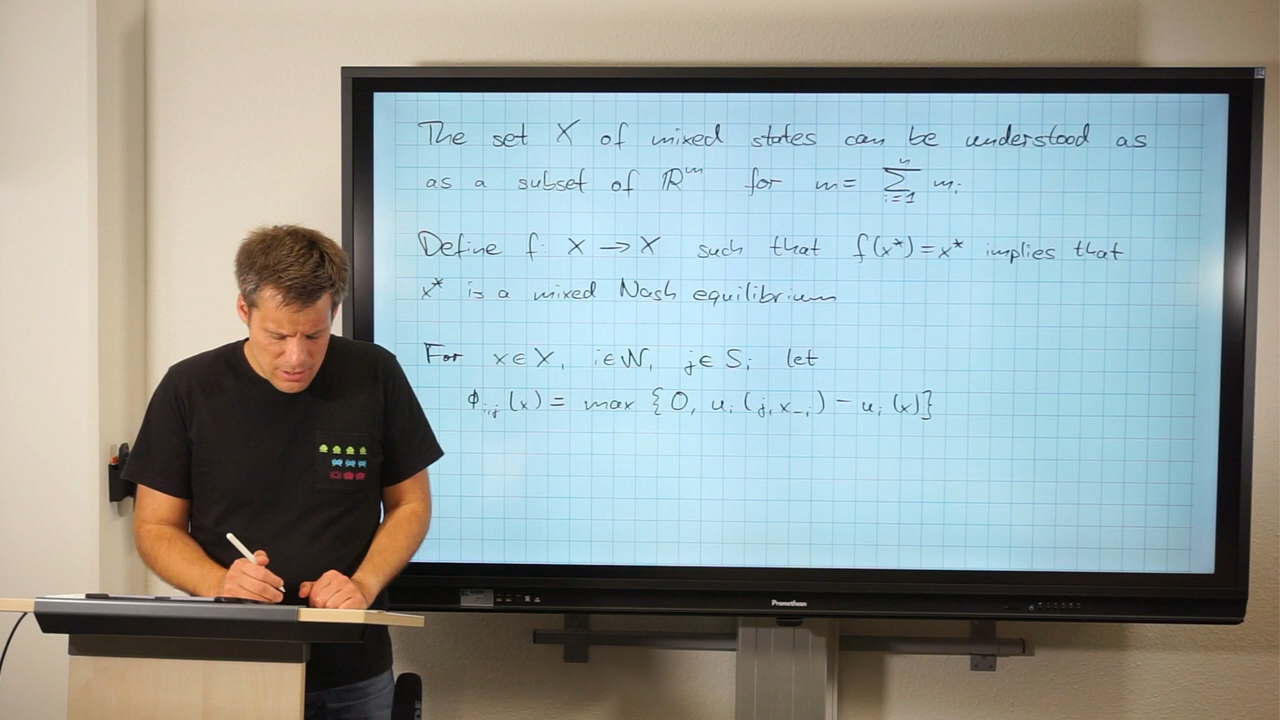 The set X of mixed states can be understood as
as a subset of ℝ^m for m = ∑_{i=1}^{n} m_i
Define f: X → X such that f(x*) = x* implies that
x* is a mixed Nash equilibrium
For x ∈ X, i ∈ N, j ∈ S_i let
ϕ_{i,j}(x) = max {0, u_i(j, x_{-i}) - u_i(x)}
Promethean